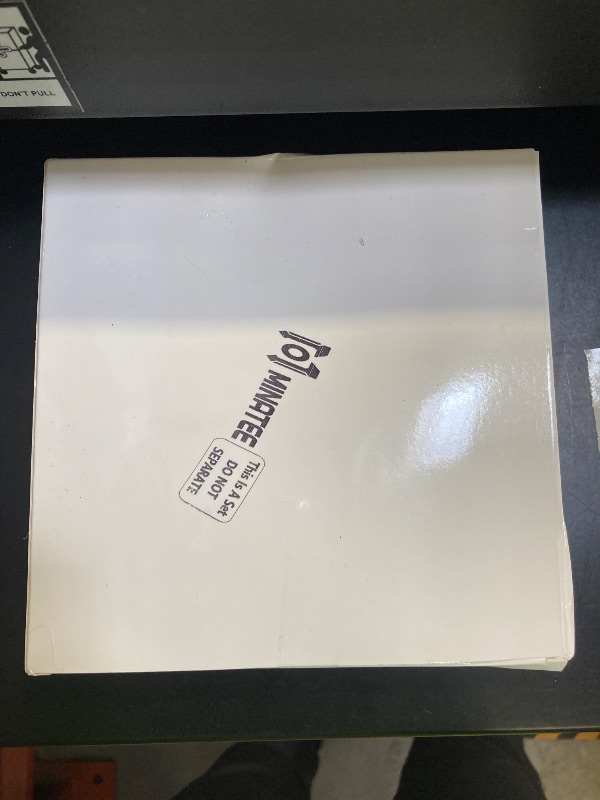 DON'T PULL
MINATEE
This Is A Set
DO NOT
SEPARATE